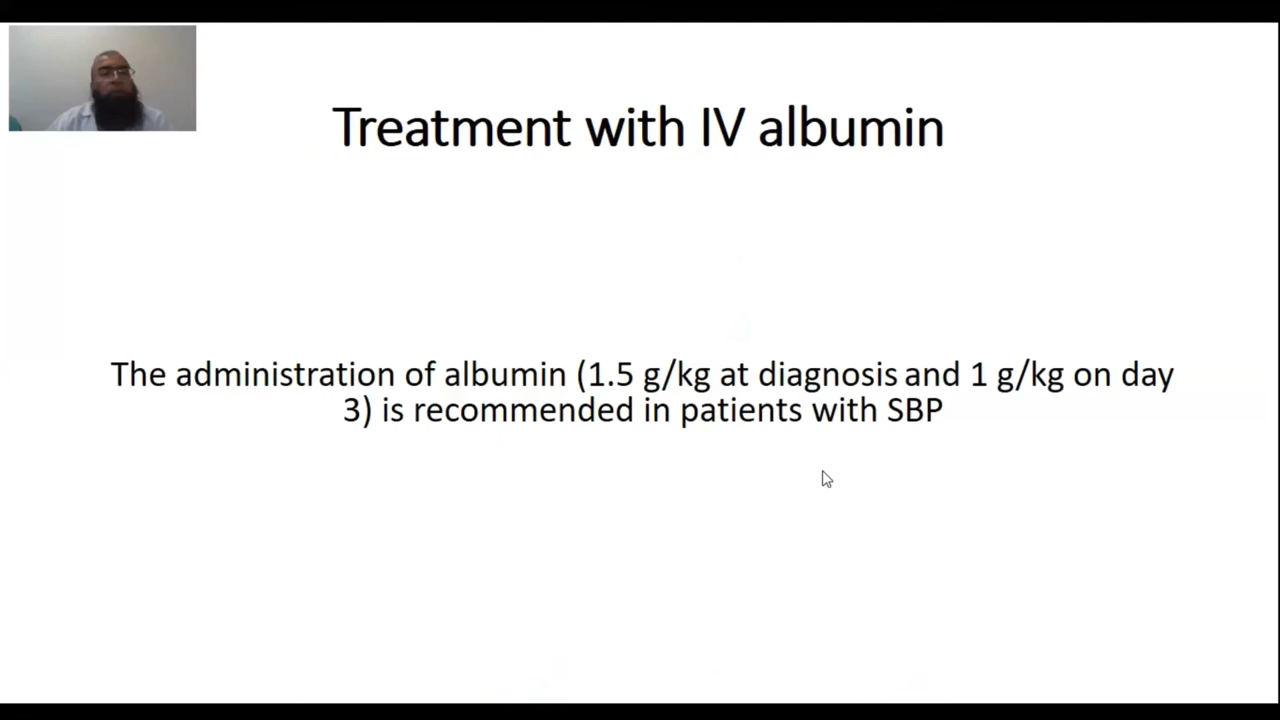 Treatment with IV albumin
The administration of albumin (1.5 g/kg at diagnosis and 1 g/kg on day
3) is recommended in patients with SBP